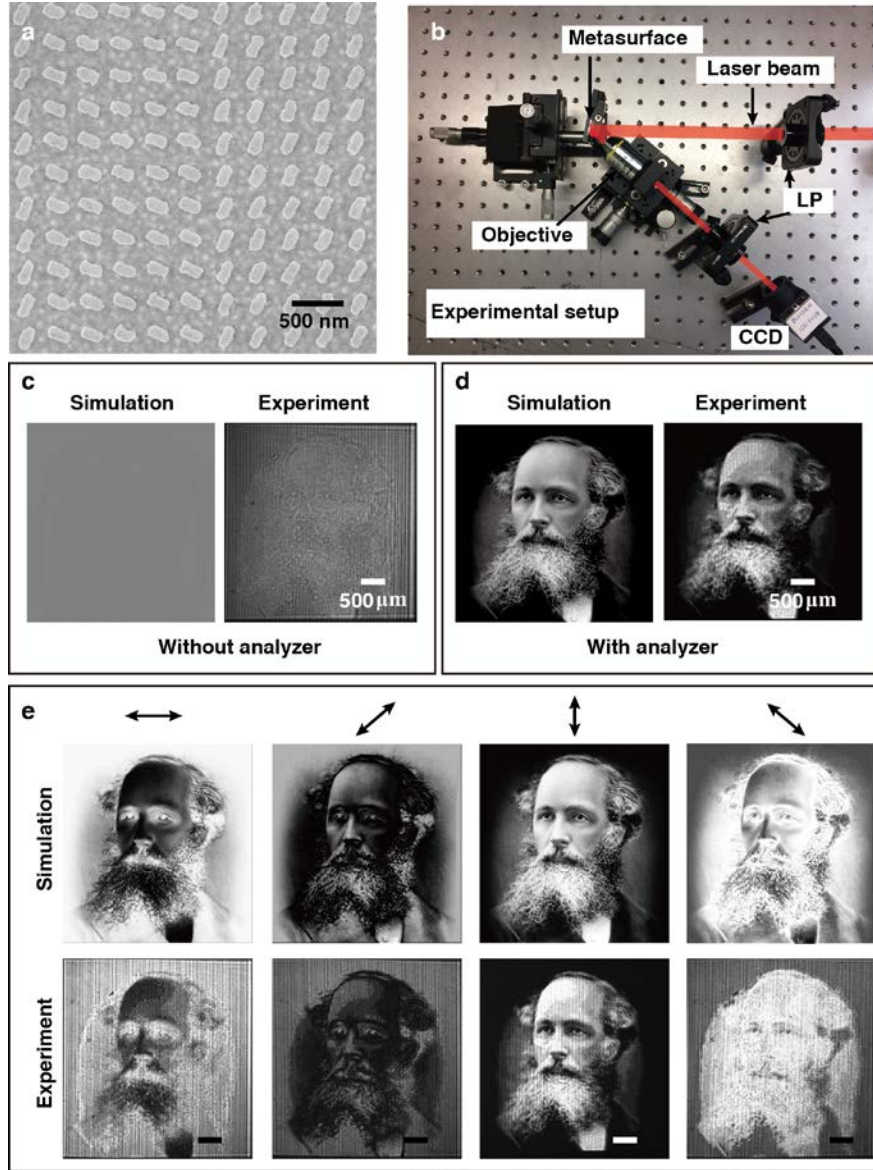 a
500 nm
b
Metasurface
Laser beam
LP
Objective
Experimental setup
CCD
c
Simulation
Experiment
500 µm
Without analyzer
d
Simulation
Experiment
500 µm
With analyzer
e
Simulation
Experiment